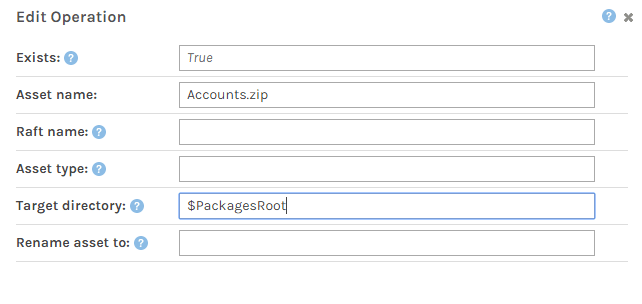 Edit Operation ? ✖
Exists: ? True
Asset name: Accounts.zip
Raft name: ?
Asset type: ?
Target directory: ? $PackagesRoot
Rename asset to: ?